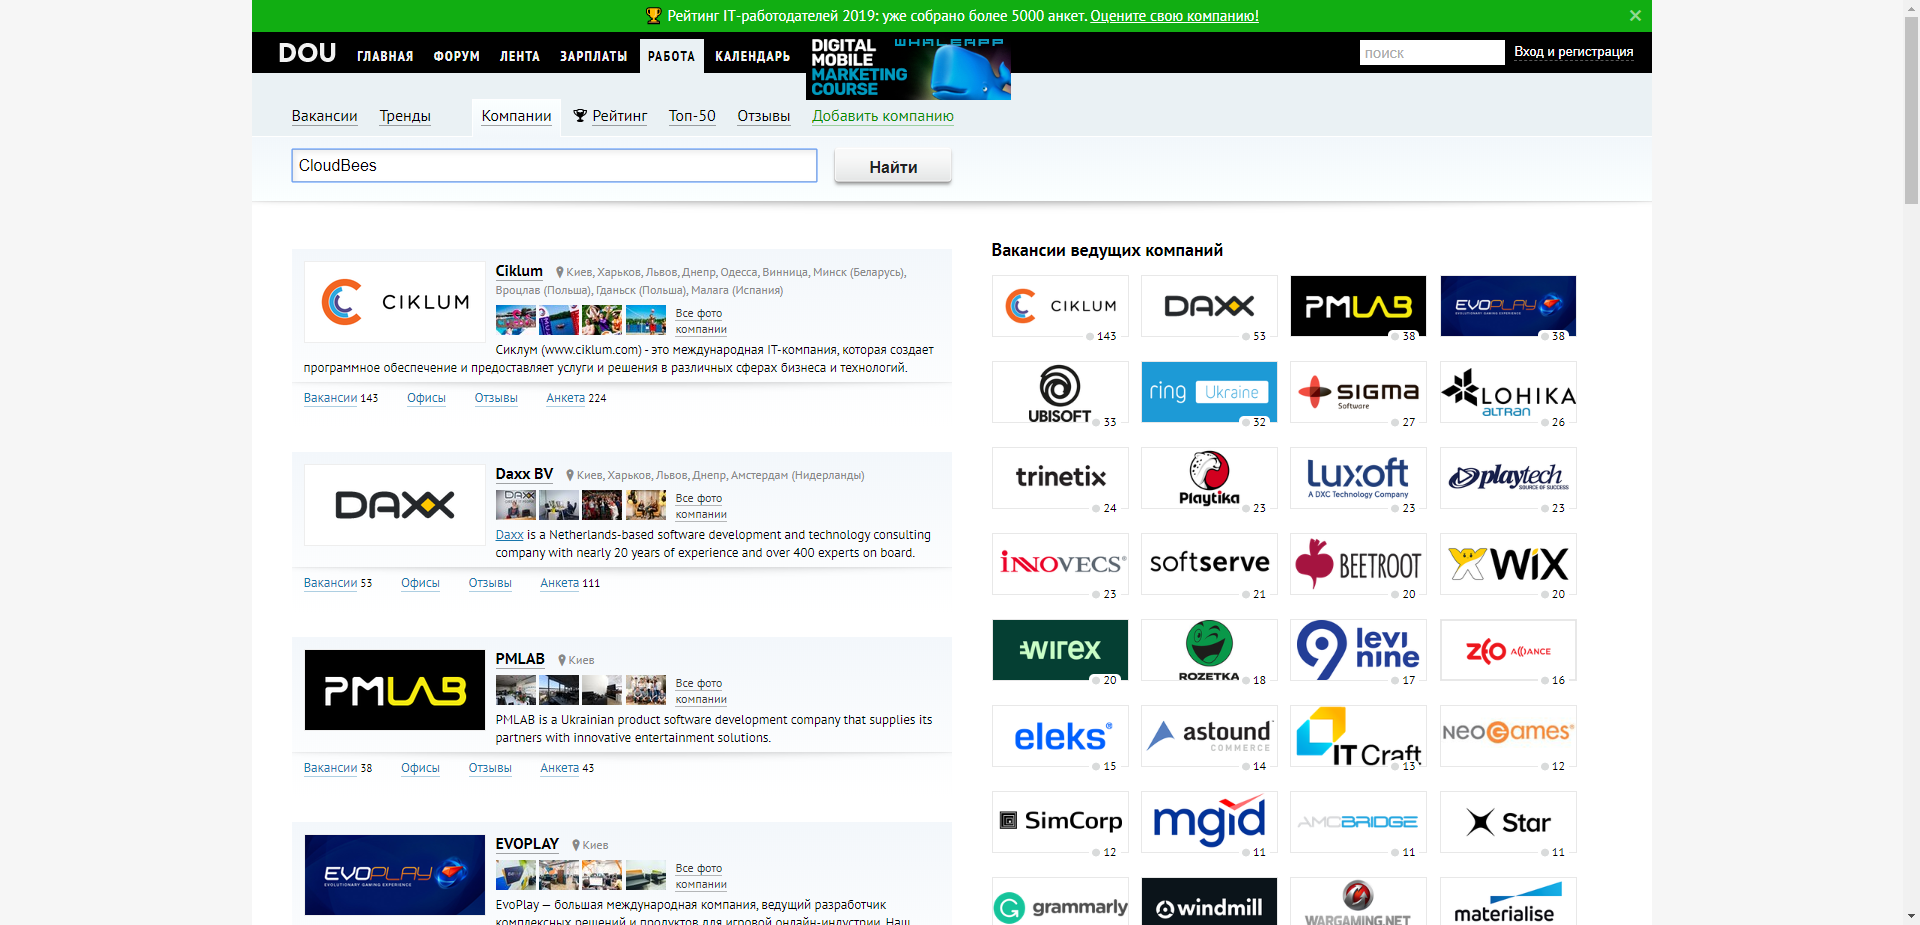 🏆 Рейтинг IT-работодателей 2019: уже собрано более 5000 анкет. Оцените свою компанию! ×
DOU ГЛАВНАЯ ФОРУМ ЛЕНТА ЗАРПЛАТЫ РАБОТА КАЛЕНДАРЬ
DIGITAL
MOBILE
MARKETING
COURSE
поиск
Вход и регистрация
Вакансии Тренды Компании Рейтинг Топ-50 Отзывы Добавить компанию
CloudBees
Найти
CIKLUM
Ciklum Киев, Харьков, Львов, Днепр, Одесса, Винница, Минск (Беларусь),
Вроцлав (Польша), Гданьск (Польша), Малага (Испания)
Все фото
компании
Сиклум (www.ciklum.com) - это международная IT-компания, которая создает
программное обеспечение и предоставляет услуги и решения в различных сферах бизнеса и технологий.
Вакансии 143 Офисы Отзывы Анкета 224
DAXX
Daxx BV Киев, Харьков, Львов, Днепр, Амстердам (Нидерланды)
Все фото
компании
Daxx is a Netherlands-based software development and technology consulting
company with nearly 20 years of experience and over 400 experts on board.
Вакансии 53 Офисы Отзывы Анкета 111
PMLAB
PMLAB Киев
Все фото
компании
PMLAB is a Ukrainian product software development company that supplies its
partners with innovative entertainment solutions.
Вакансии 38 Офисы Отзывы Анкета 43
EVOPLAY
EVOLUTIONARY GAMING EXPERIENCE
EVOPLAY Киев
Все фото
компании
EvoPlay — большая международная компания, ведущий разработчик
комплексных решений и продуктов для игровой онлайн-индустрии. Наш
Вакансии ведущих компаний
CIKLUM 143
DAXX 53
PMLAB 38
EVOPLAY 38
UBISOFT 33
ring Ukraine 32
SIGMA Software 27
LOHIKA ALTRAN 26
trinetix 24
Playtika 23
Luxoft A DXC Technology Company 23
playtech SOURCE OF SUCCESS 23
INNOVECS® 23
softserve 21
BEETROOT 20
WIX 20
wirex 20
ROZETKA 18
levi nine 17
ZEO ALLIANCE 16
eleks® 15
astound COMMERCE 14
IT Craft 13
NEOGAMES® 12
SimCorp 12
mgid 11
AMCBRIDGE 11
Star 11
grammarly
windmill
WARGAMING.NET
materialise